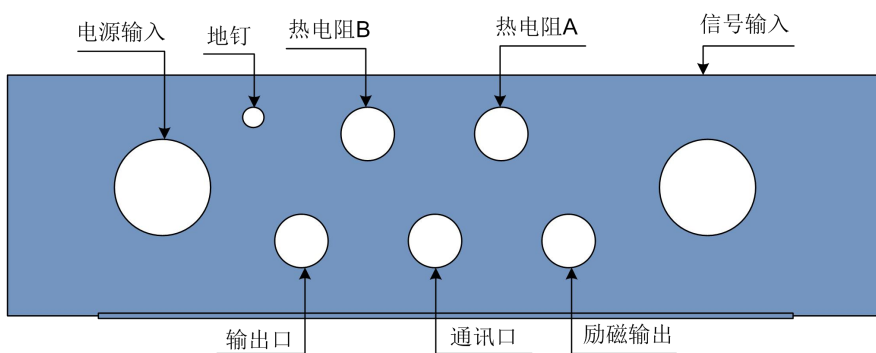 电源输入
地钉
热电阻B
热电阻A
信号输入
输出口
通讯口
励磁输出